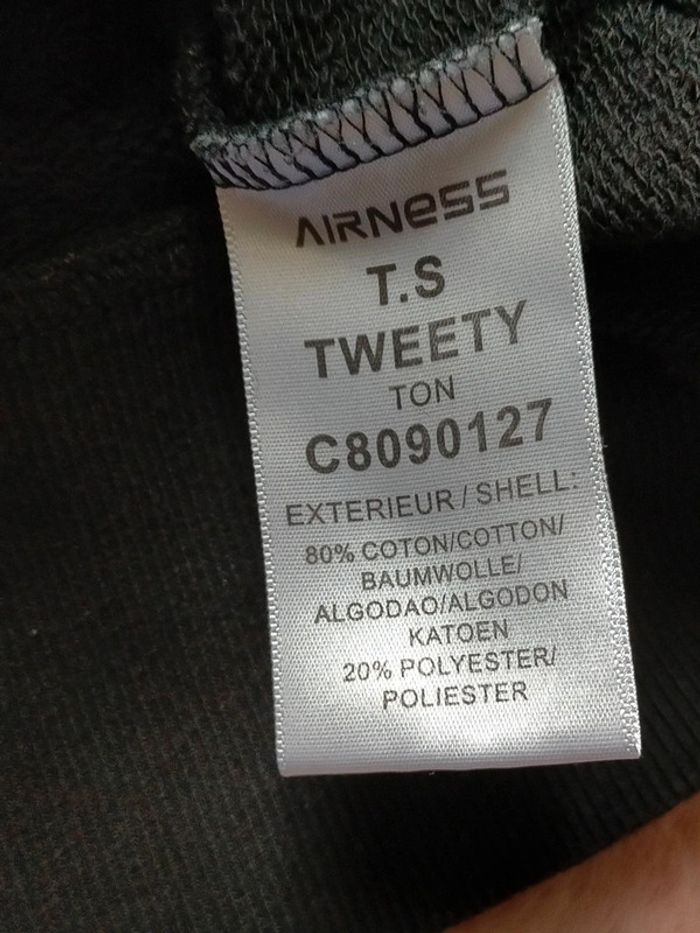 AIRNESS
T.S
TWEETY
TON
C8090127
EXTERIEUR/SHELL:
80% COTON/COTTON/
BAUMWOLLE/
ALGODAO/ALGODON
KATOEN
20% POLYESTER/
POLIESTER